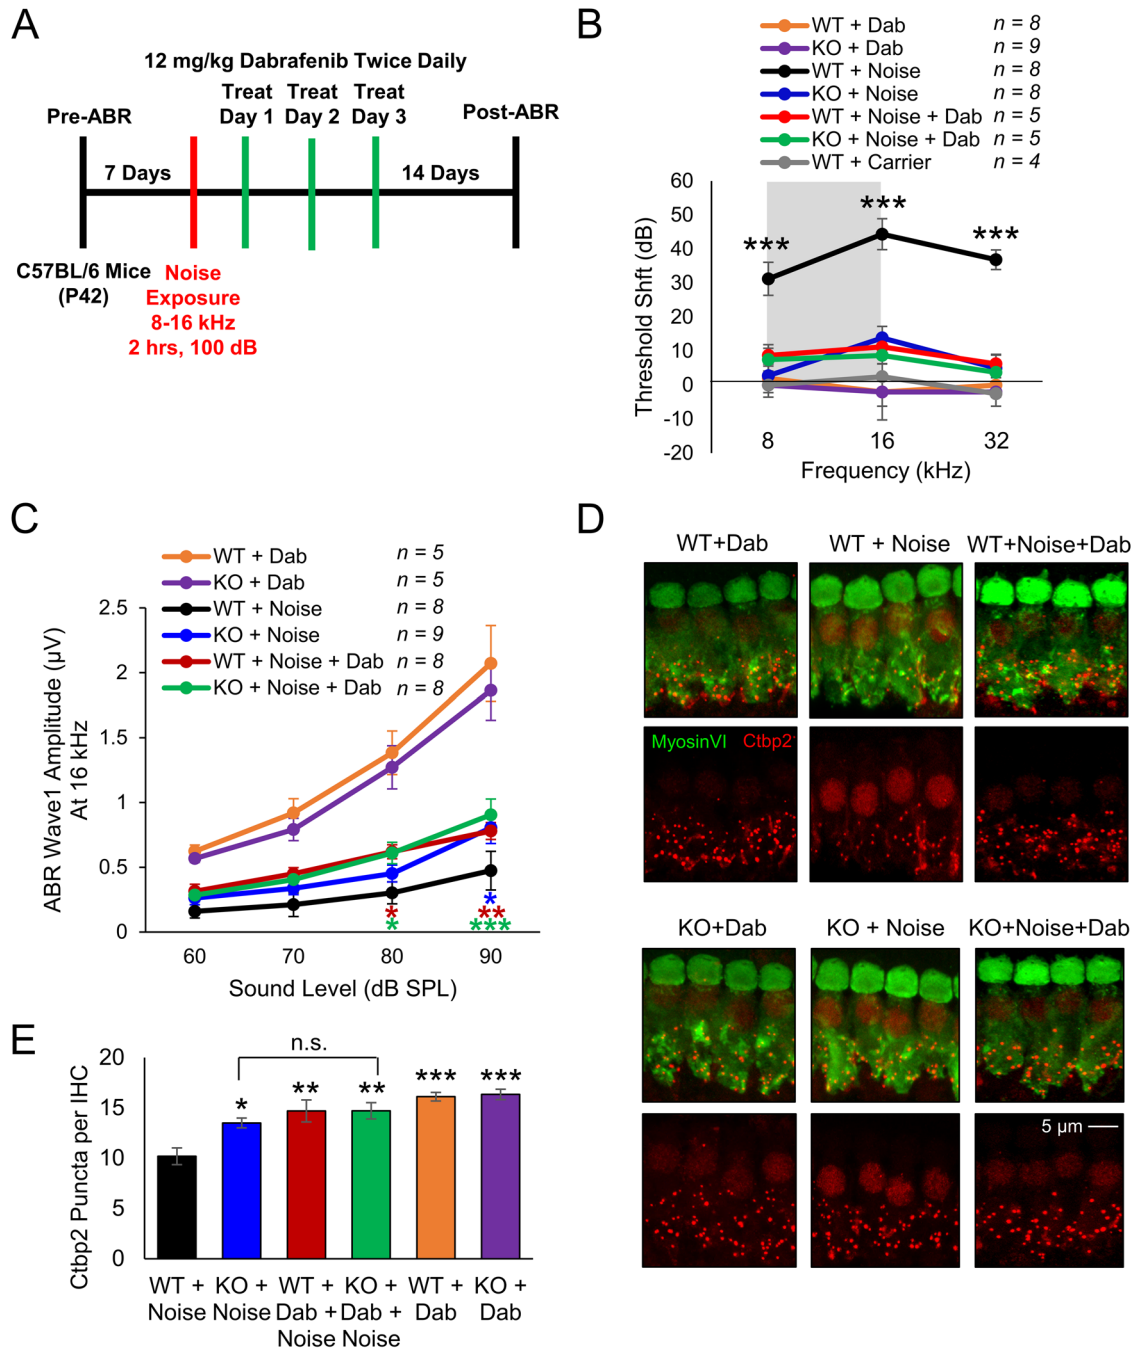 A
12 mg/kg Dabrafenib Twice Daily
Treat Treat Treat
Day 1 Day 2 Day 3
Pre-ABR
Post-ABR
7 Days
14 Days
C57BL/6 Mice
(P42)
Noise
Exposure
8-16 kHz
2 hrs, 100 dB
B
WT + Dab n = 8
KO + Dab n = 9
WT + Noise n = 8
KO + Noise n = 8
WT + Noise + Dab n = 5
KO + Noise + Dab n = 5
WT + Carrier n = 4
Threshold Shft (dB)
60
50
40
30
20
10
0
-10
-20
***
***
***
8 16 32
Frequency (kHz)
C
WT + Dab n = 5
KO + Dab n = 5
WT + Noise n = 8
KO + Noise n = 9
WT + Noise + Dab n = 8
KO + Noise + Dab n = 8
ABR Wave1 Amplitude (µV)
At 16 kHz
2.5
2
1.5
1
0.5
0
*
* **
* ***
60 70 80 90
Sound Level (dB SPL)
D
WT+Dab WT + Noise WT+Noise+Dab
MyosinVI Ctbp2
KO+Dab KO + Noise KO+Noise+Dab
5 µm
E
n.s.
Ctbp2 Puncta per IHC
20
15
10
5
0
* ** ** *** ***
WT + KO + WT + KO + WT + KO +
Noise Noise Dab + Dab + Dab Dab
Noise Noise